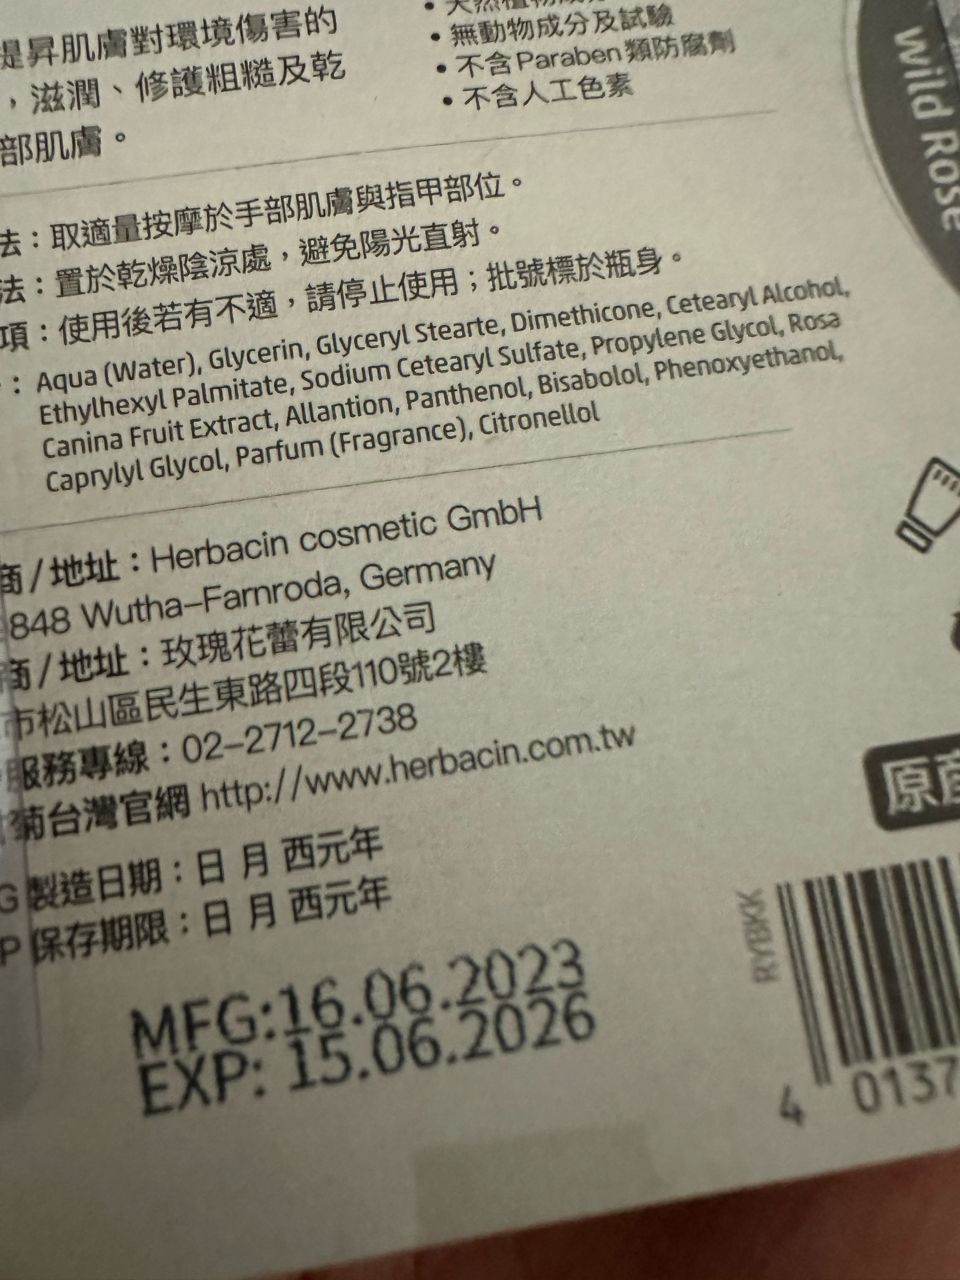 提昇肌膚對環境傷害的
，滋潤、修護粗糙及乾
部肌膚。
• 無動物成分及試驗
• 不含Paraben類防腐劑
• 不含人工色素
Wild Rose
法：取適量按摩於手部肌膚與指甲部位。
法：置於乾燥陰涼處，避免陽光直射。
項：使用後若有不適，請停止使用；批號標於瓶身。
：Aqua (Water), Glycerin, Glyceryl Stearte, Dimethicone, Cetearyl Alcohol,
Ethylhexyl Palmitate, Sodium Cetearyl Sulfate, Propylene Glycol, Rosa
Canina Fruit Extract, Allantion, Panthenol, Bisabolol, Phenoxyethanol,
Caprylyl Glycol, Parfum (Fragrance), Citronellol
商/地址：Herbacin cosmetic GmbH
848 Wutha–Farnroda, Germany
商/地址：玫瑰花蕾有限公司
市松山區民生東路四段110號2樓
服務專線：02–2712–2738
菊台灣官網 http://www.herbacin.com.tw
G 製造日期：日 月 西元年
P 保存期限：日 月 西元年
MFG:16.06.2023
EXP: 15.06.2026
原產
RYBKK
4 0137